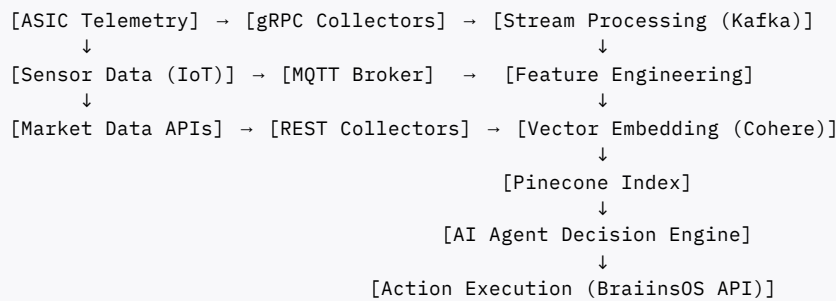 [ASIC Telemetry] → [gRPC Collectors] → [Stream Processing (Kafka)]
↓ ↓
[Sensor Data (IoT)] → [MQTT Broker] → [Feature Engineering]
↓ ↓
[Market Data APIs] → [REST Collectors] → [Vector Embedding (Cohere)]
↓
[Pinecone Index]
↓
[AI Agent Decision Engine]
↓
[Action Execution (BraiinsOS API)]